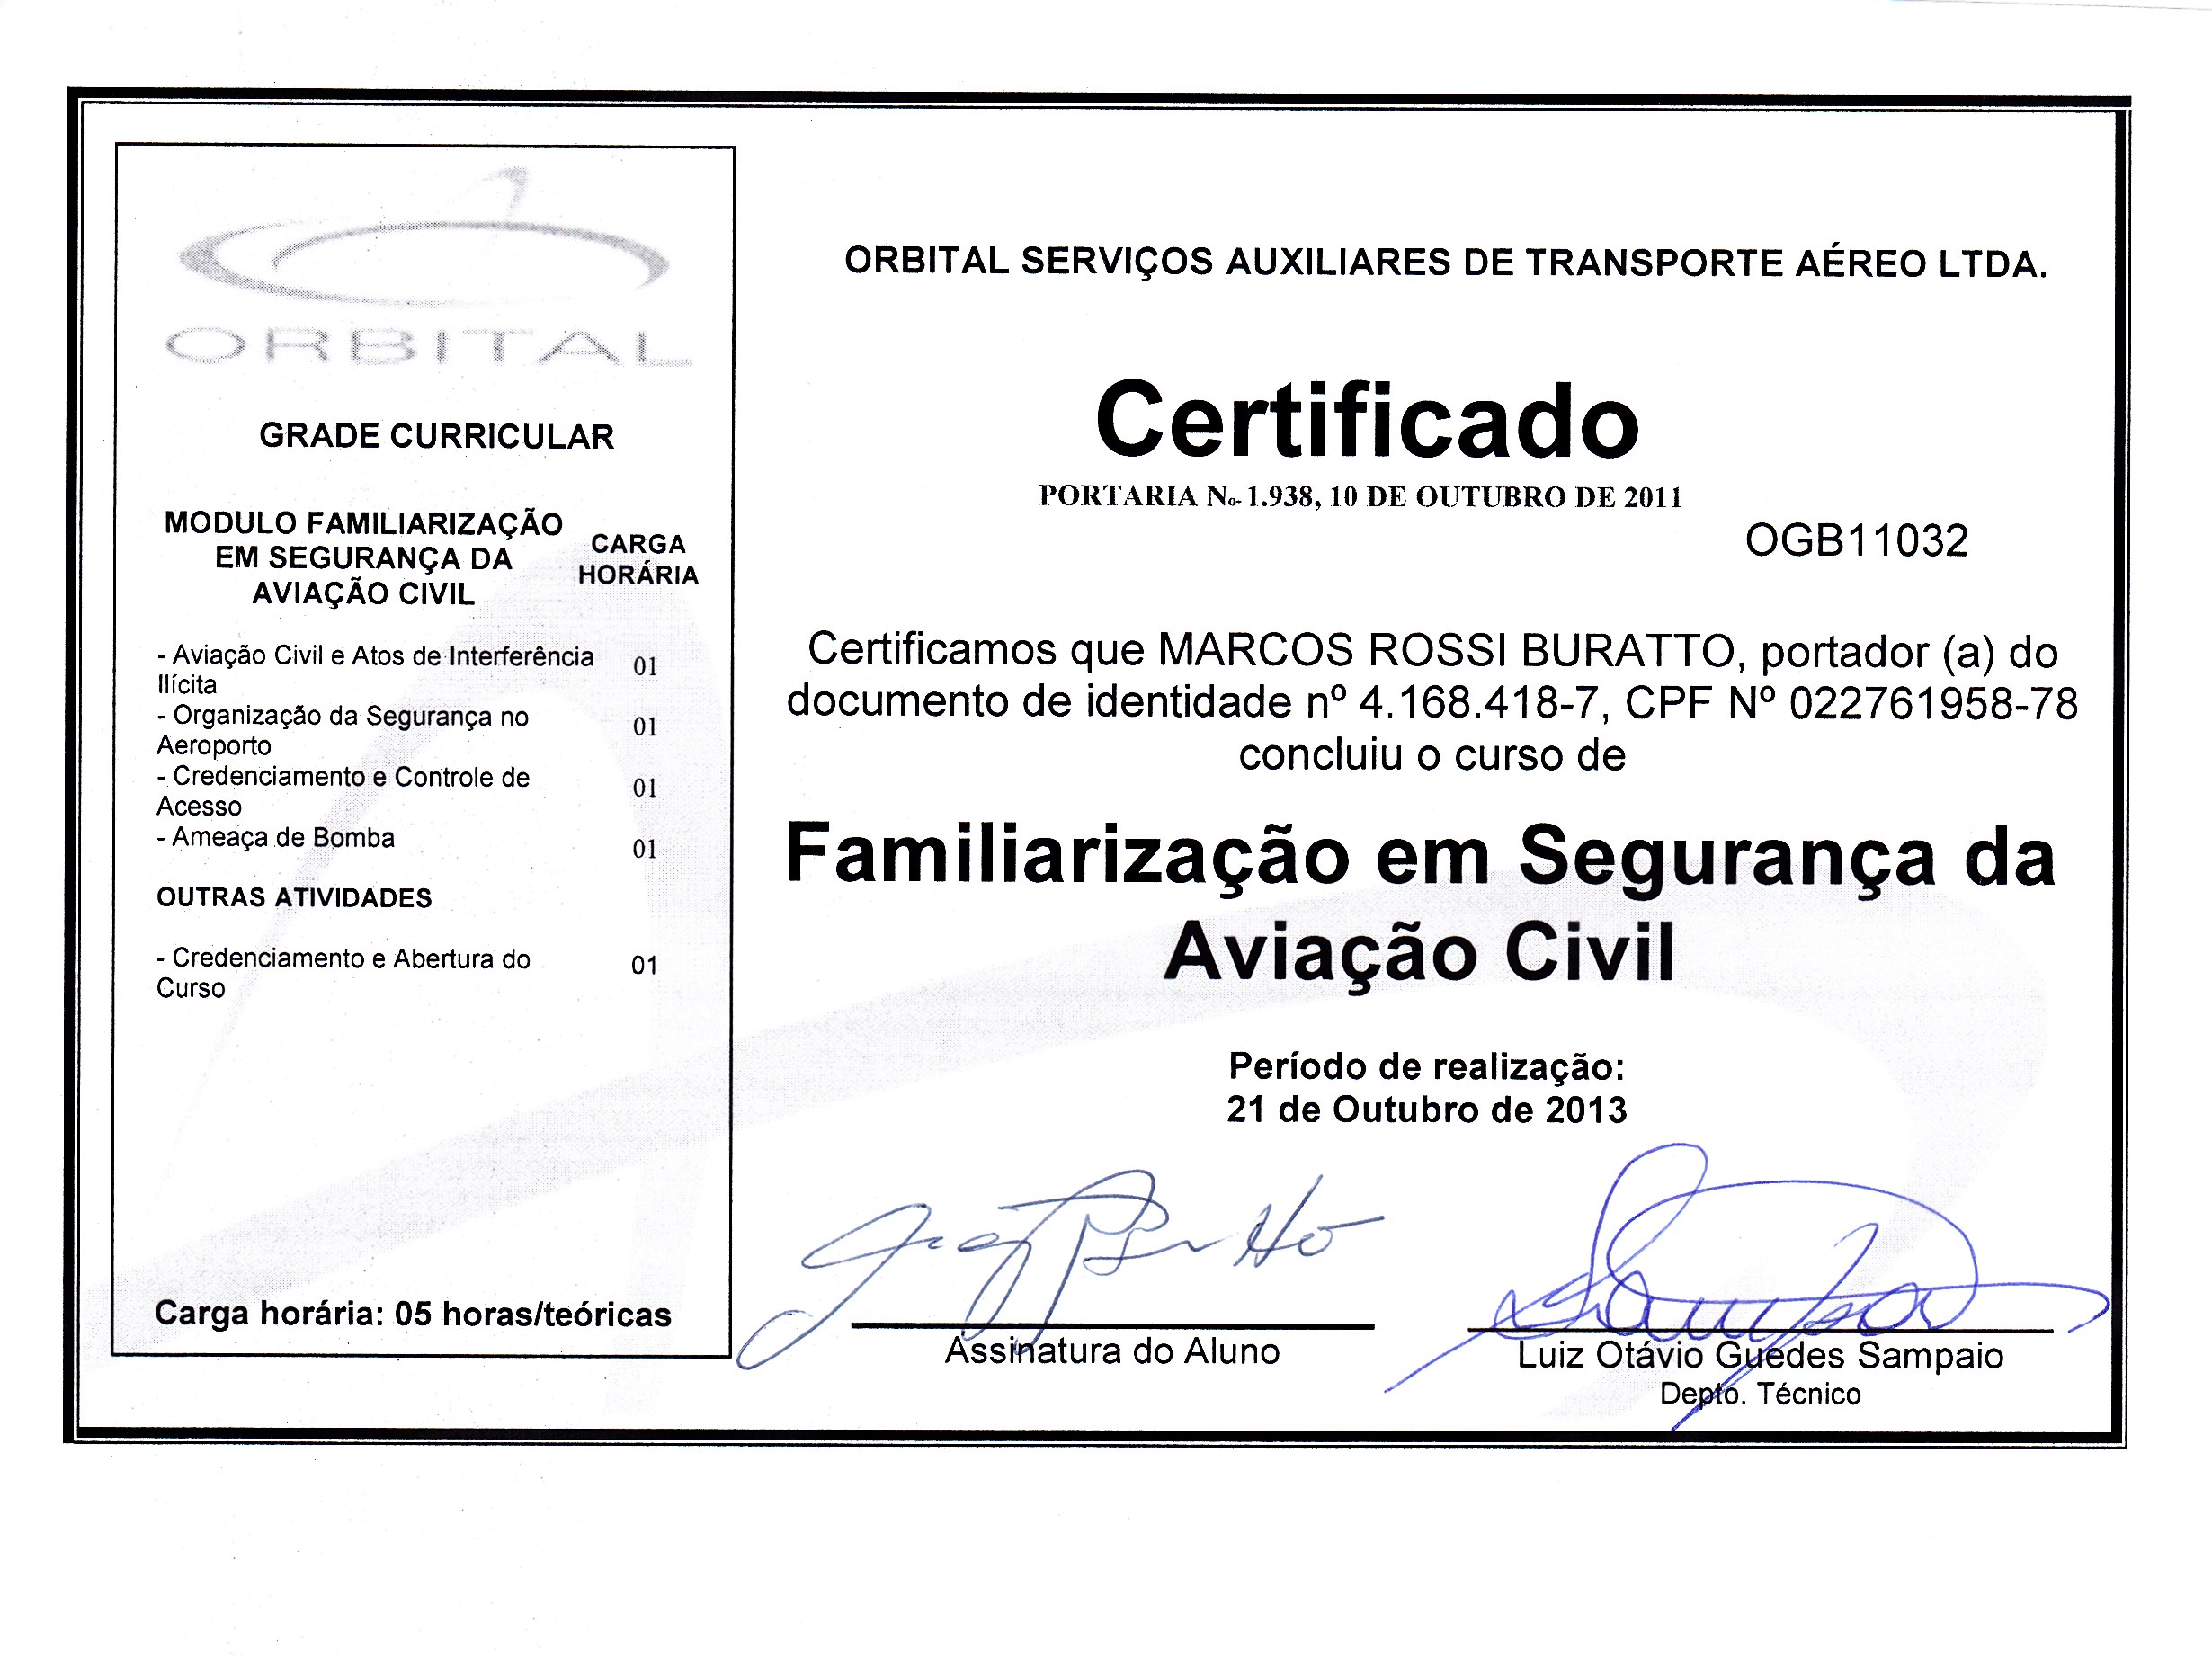 ORBITAL
GRADE CURRICULAR
MODULO FAMILIARIZAÇÃO
EM SEGURANÇA DA
AVIAÇÃO CIVIL
CARGA
HORÁRIA
- Aviação Civil e Atos de Interferência 01
Ilícita
- Organização da Segurança no 01
Aeroporto
- Credenciamento e Controle de 01
Acesso
- Ameaça de Bomba 01
OUTRAS ATIVIDADES
- Credenciamento e Abertura do 01
Curso
Carga horária: 05 horas/teóricas
ORBITAL SERVIÇOS AUXILIARES DE TRANSPORTE AÉREO LTDA.
Certificado
PORTARIA No- 1.938, 10 DE OUTUBRO DE 2011
OGB11032
Certificamos que MARCOS ROSSI BURATTO, portador (a) do
documento de identidade nº 4.168.418-7, CPF Nº 022761958-78
concluiu o curso de
Familiarização em Segurança da
Aviação Civil
Período de realização:
21 de Outubro de 2013
Assinatura do Aluno
Luiz Otávio Guedes Sampaio
Depto. Técnico